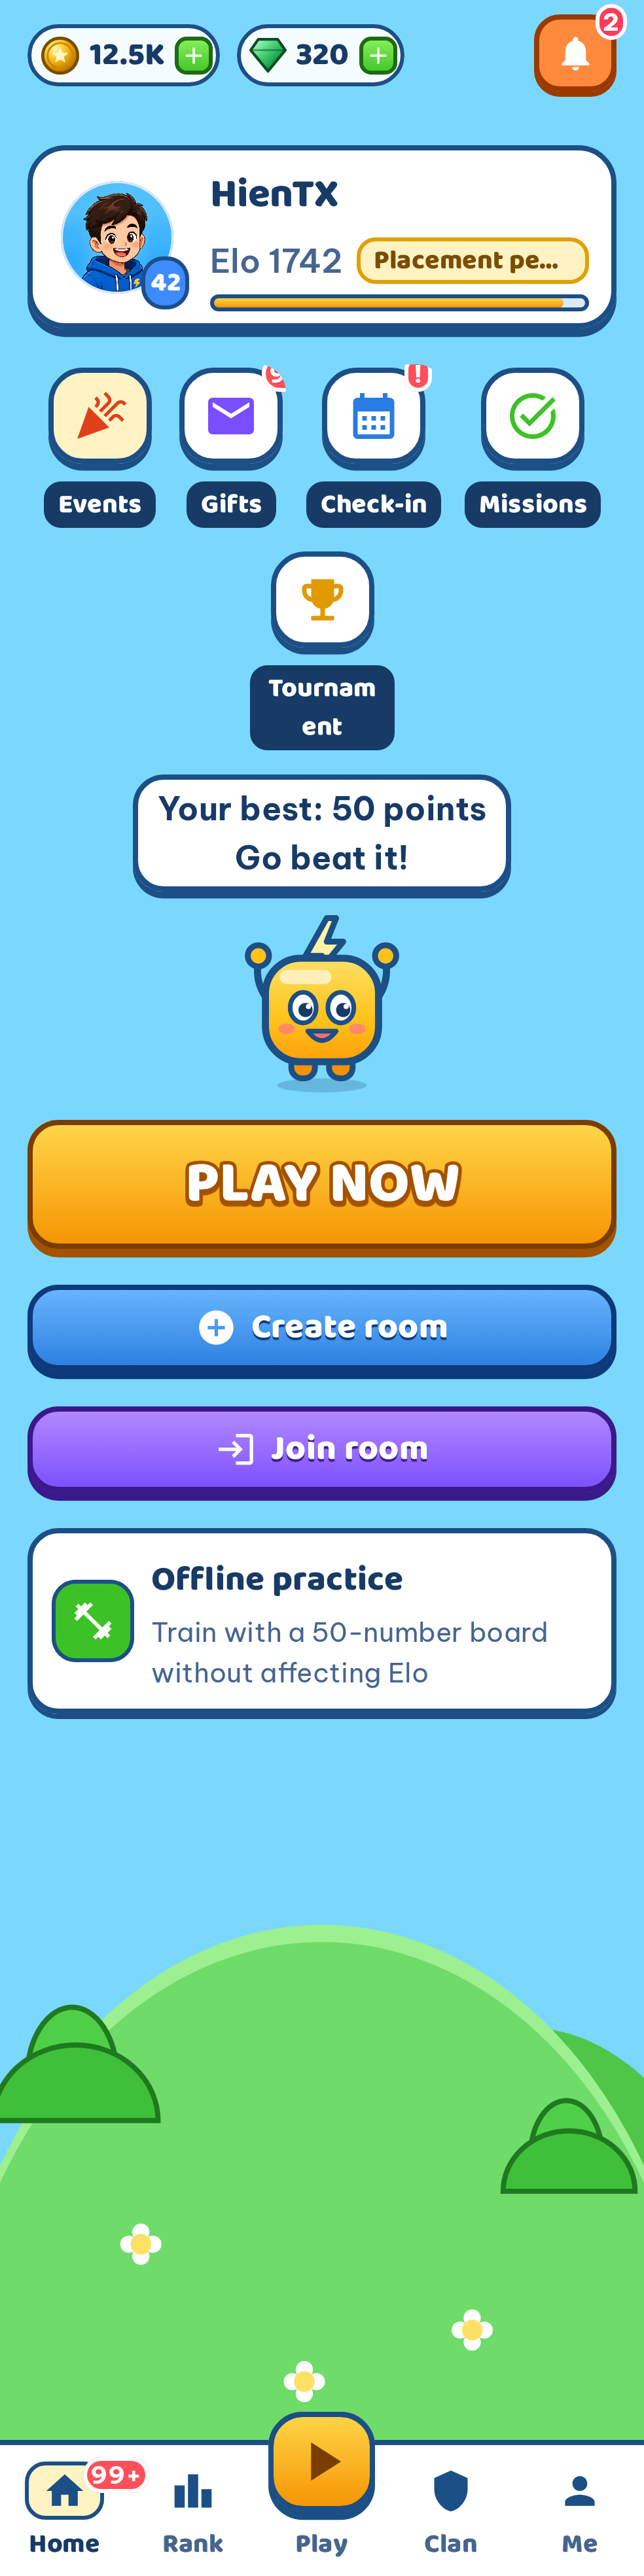 12.5K
320
2
HienTX
42
Elo 1742
Placement pe...
!
Events
Gifts
Check-in
Missions
Tournam
ent
Your best: 50 points
Go beat it!
PLAY NOW
Create room
Join room
Offline practice
Train with a 50-number board
without affecting Elo
99+
Home
Rank
Play
Clan
Me